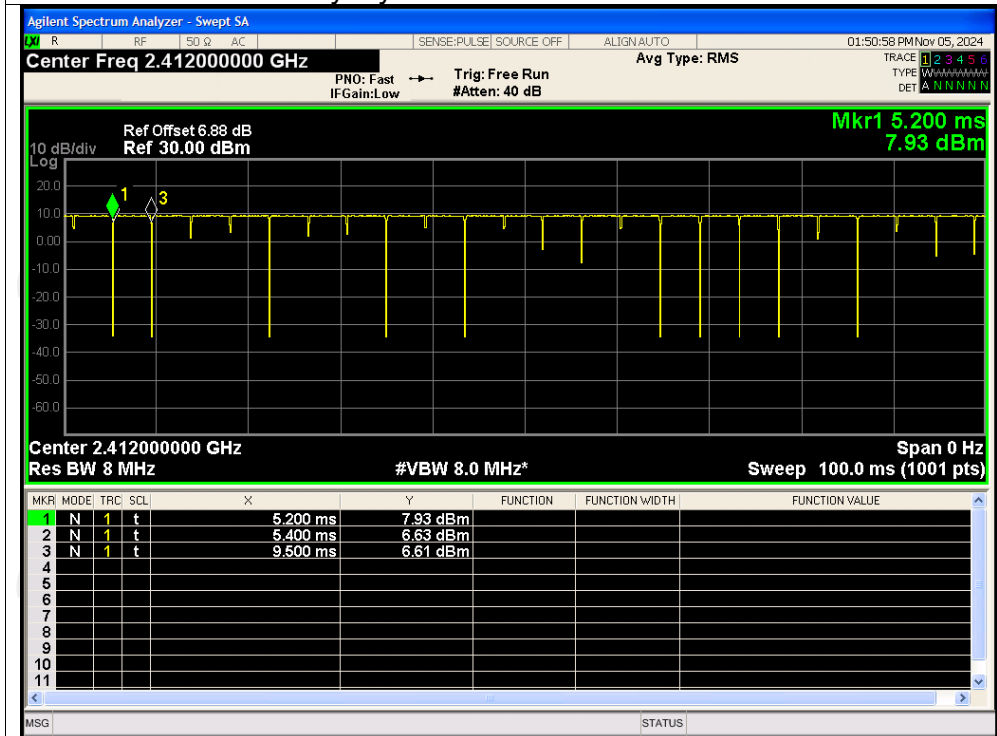 Agilent Spectrum Analyzer - Swept SA
LXI R RF 50 Ω AC SENSE:PULSE SOURCE OFF ALIGN AUTO 01:50:58 PM Nov 05, 2024
Center Freq 2.412000000 GHz Avg Type: RMS TRACE 1 2 3 4 5 6
PNO: Fast Trig: Free Run TYPE W
IFGain:Low #Atten: 40 dB DET A N N N N N
Mkr1 5.200 ms
Ref Offset 6.88 dB
10 dB/div Ref 30.00 dBm 7.93 dBm
Log
20.0
1 3
10.0
0.00
-10.0
-20.0
-30.0
-40.0
-50.0
-60.0
Center 2.412000000 GHz Span 0 Hz
Res BW 8 MHz #VBW 8.0 MHz* Sweep 100.0 ms (1001 pts)
MKR MODE TRC SCL X Y FUNCTION FUNCTION WIDTH FUNCTION VALUE
1 N 1 t 5.200 ms 7.93 dBm
2 N 1 t 5.400 ms 6.63 dBm
3 N 1 t 9.500 ms 6.61 dBm
4
5
6
7
8
9
10
11
MSG STATUS